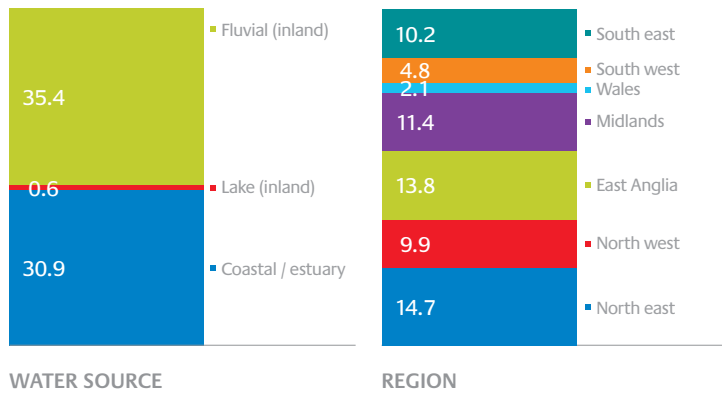 Fluvial (inland)
35.4
0.6
Lake (inland)
30.9
Coastal / estuary
WATER SOURCE
10.2
South east
4.8
South west
2.1
Wales
11.4
Midlands
13.8
East Anglia
9.9
North west
14.7
North east
REGION